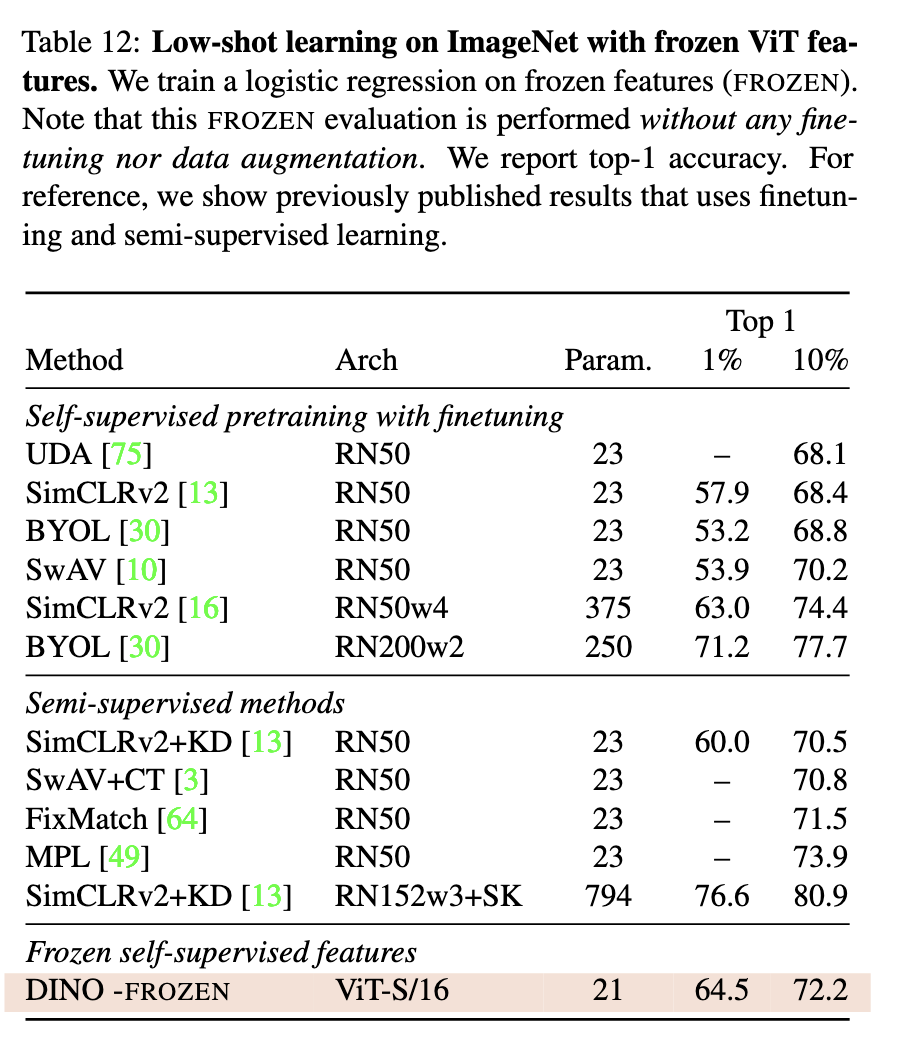 Table 12: Low-shot learning on ImageNet with frozen ViT fea-
tures. We train a logistic regression on frozen features (FROZEN).
Note that this FROZEN evaluation is performed without any fine-
tuning nor data augmentation. We report top-1 accuracy. For
reference, we show previously published results that uses finetun-
ing and semi-supervised learning.
Top 1
Method Arch Param. 1% 10%
Self-supervised pretraining with finetuning
UDA [75] RN50 23 – 68.1
SimCLRv2 [13] RN50 23 57.9 68.4
BYOL [30] RN50 23 53.2 68.8
SwAV [10] RN50 23 53.9 70.2
SimCLRv2 [16] RN50w4 375 63.0 74.4
BYOL [30] RN200w2 250 71.2 77.7
Semi-supervised methods
SimCLRv2+KD [13] RN50 23 60.0 70.5
SwAV+CT [3] RN50 23 – 70.8
FixMatch [64] RN50 23 – 71.5
MPL [49] RN50 23 – 73.9
SimCLRv2+KD [13] RN152w3+SK 794 76.6 80.9
Frozen self-supervised features
DINO -FROZEN ViT-S/16 21 64.5 72.2